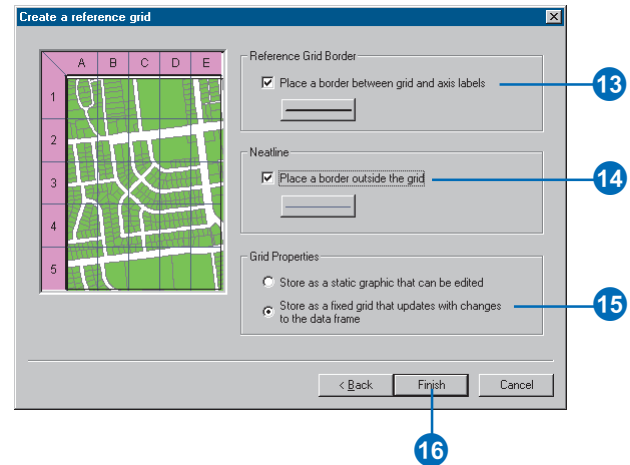 Create a reference grid
A B C D E
1
2
3
4
5
Reference Grid Border
Place a border between grid and axis labels
13
Neatline
Place a border outside the grid
14
Grid Properties
Store as a static graphic that can be edited
Store as a fixed grid that updates with changes
to the data frame
15
< Back
Finish
Cancel
16